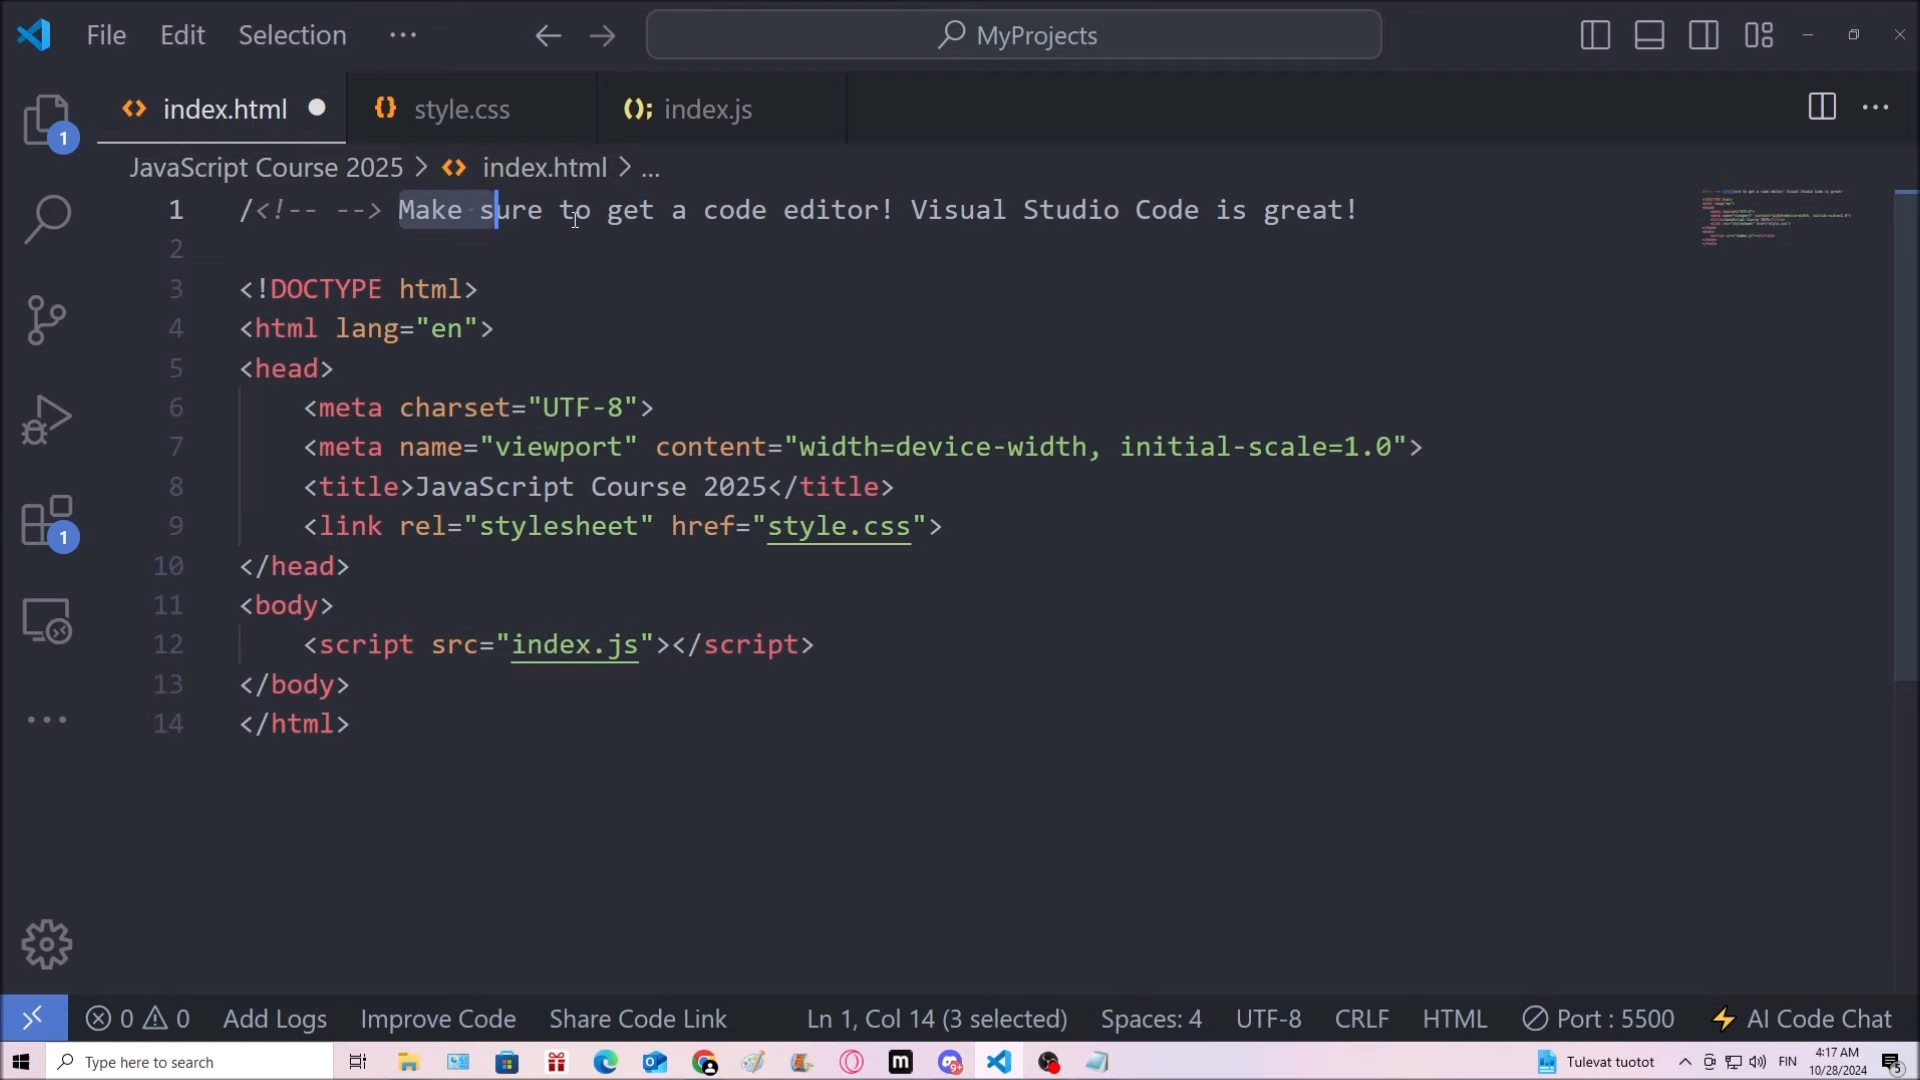 File Edit Selection ··· MyProjects
index.html style.css index.js
JavaScript Course 2025 > index.html > ...
1 /<!-- --> Make sure to get a code editor! Visual Studio Code is great!
2
3 <!DOCTYPE html>
4 <html lang="en">
5 <head>
6 <meta charset="UTF-8">
7 <meta name="viewport" content="width=device-width, initial-scale=1.0">
8 <title>JavaScript Course 2025</title>
9 <link rel="stylesheet" href="style.css">
10 </head>
11 <body>
12 <script src="index.js"></script>
13 </body>
14 </html>
1
1
0 0 Add Logs Improve Code Share Code Link Ln 1, Col 14 (3 selected) Spaces: 4 UTF-8 CRLF HTML Port : 5500 AI Code Chat
Type here to search Tulevat tuotot FIN 4:17 AM
10/28/2024 5